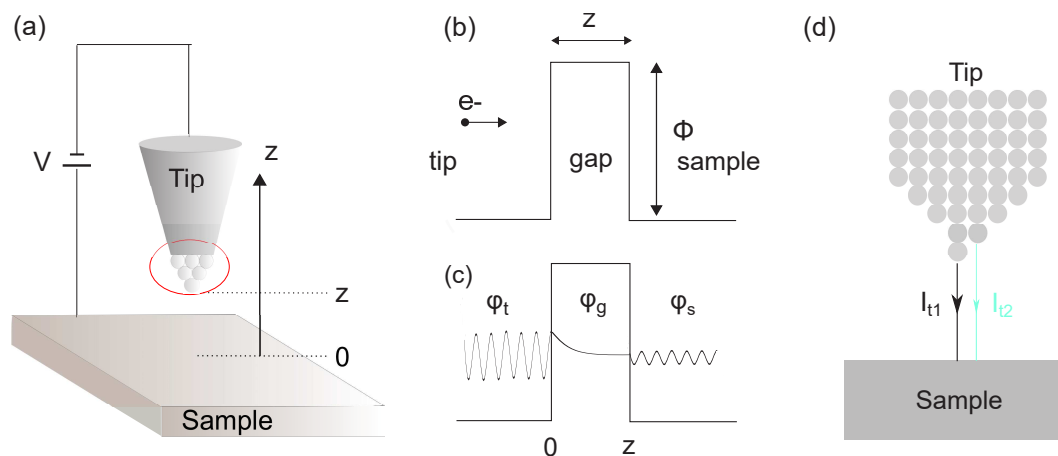 (a)
V
Tip
z
z
0
Sample
(b)
z
e-
Φ
tip
gap
sample
(c)
φt
φg
φs
0
z
(d)
Tip
It1
It2
Sample